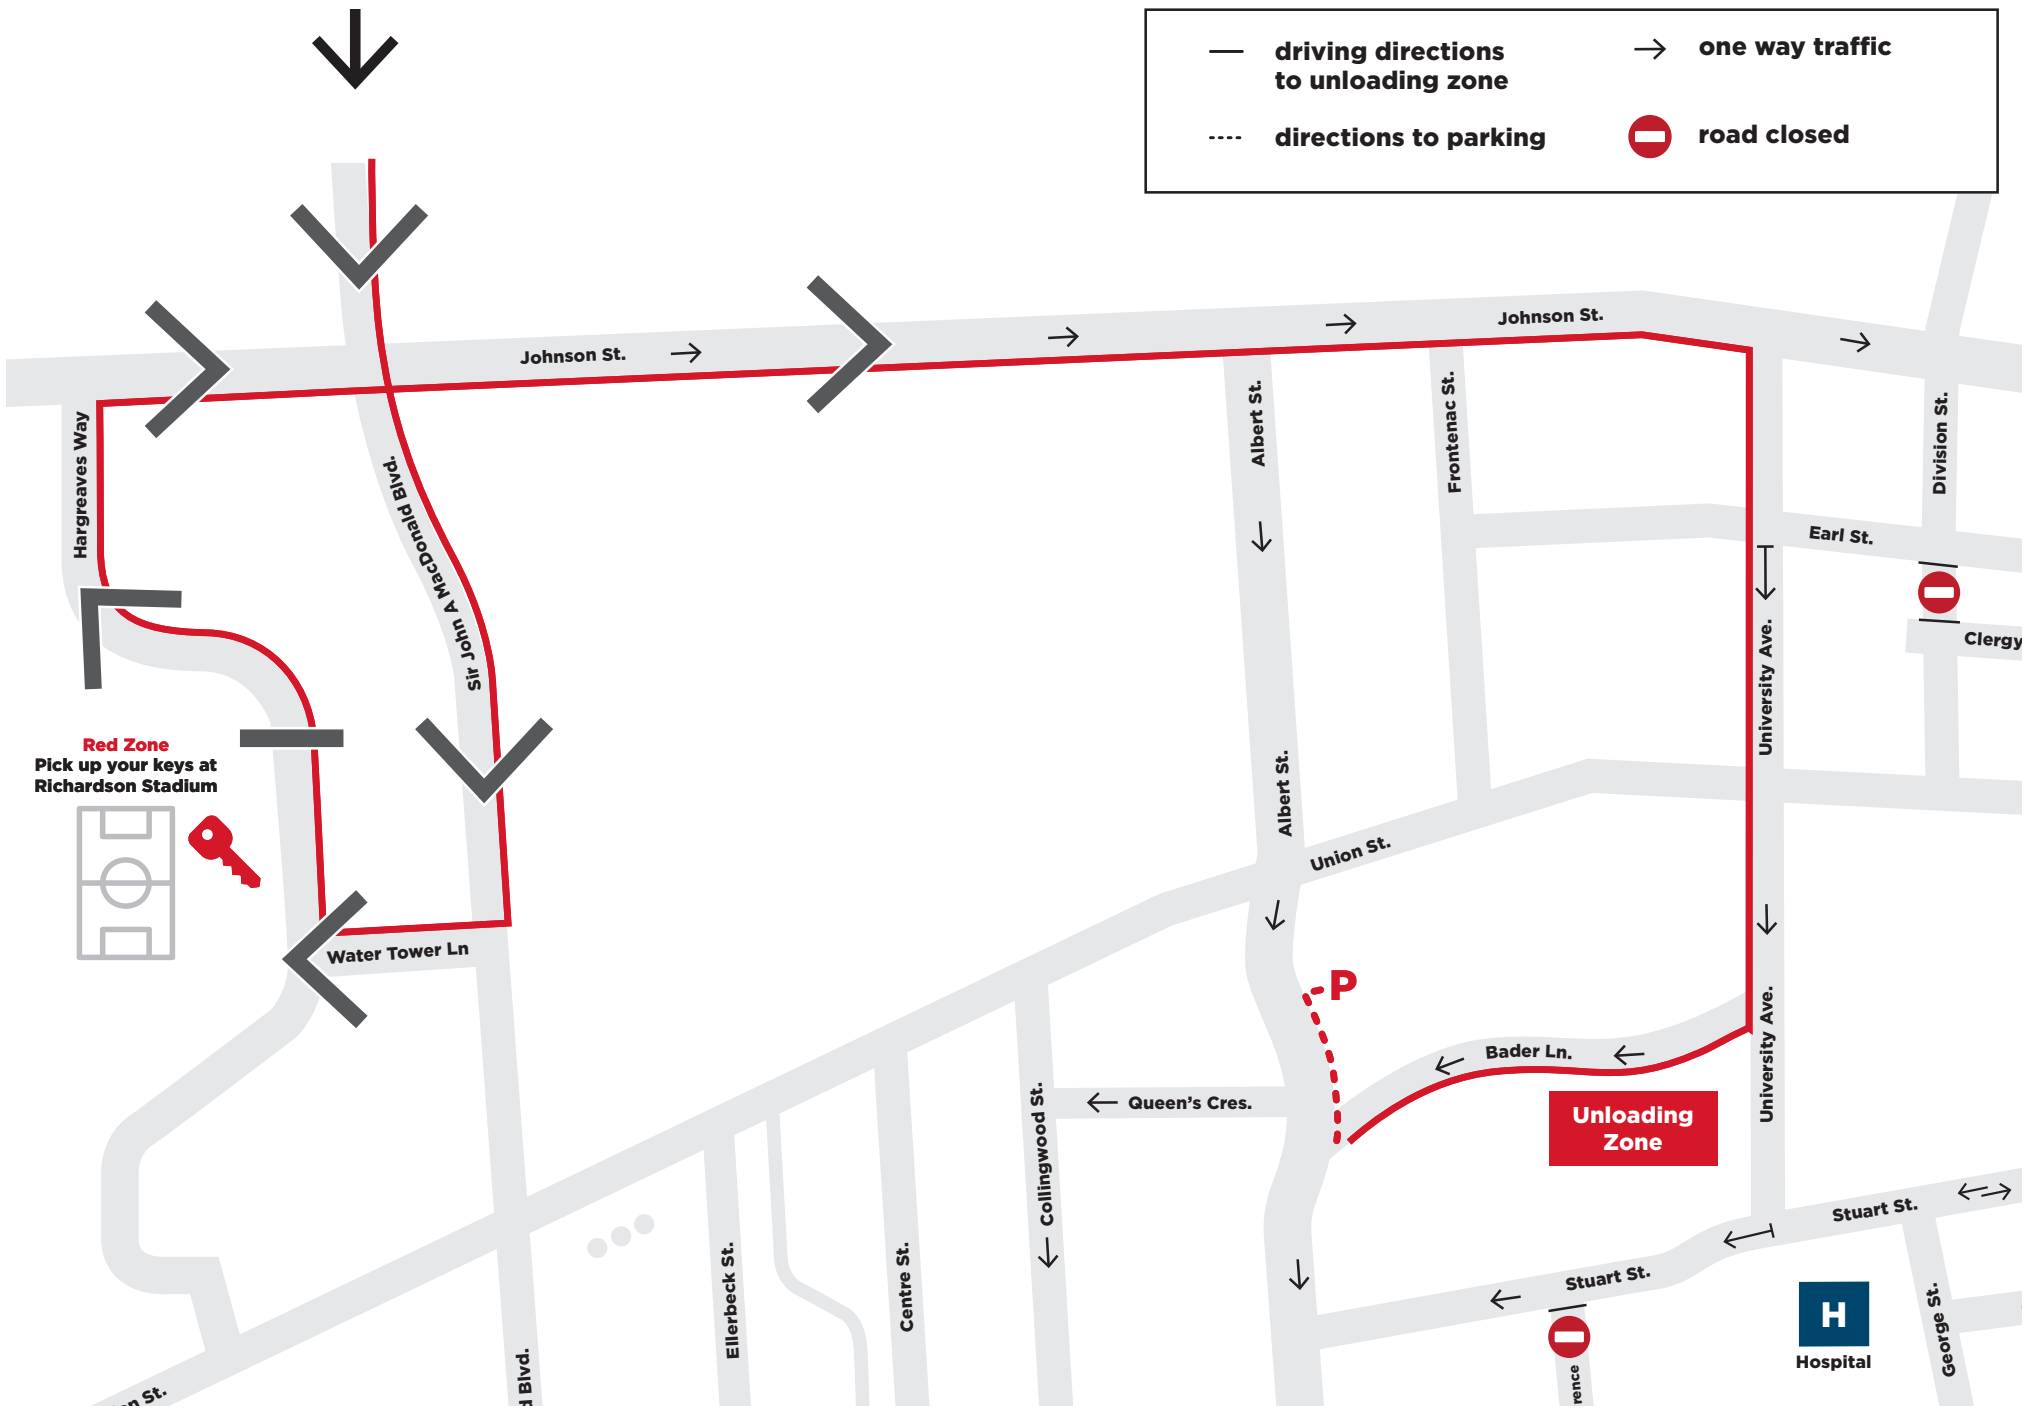 driving directions
to unloading zone
one way traffic
directions to parking
road closed
Johnson St.
Johnson St.
Hargreaves Way
Sir John A MacDonald Blvd.
Albert St.
Frontenac St.
Division St.
Earl St.
Clergy
University Ave.
Red Zone
Pick up your keys at
Richardson Stadium
Albert St.
Union St.
Water Tower Ln
P
University Ave.
Bader Ln.
Queen's Cres.
Collingwood St.
Unloading
Zone
Stuart St.
Stuart St.
Ellerbeck St.
Centre St.
H
Hospital
George St.
Blvd.
St.